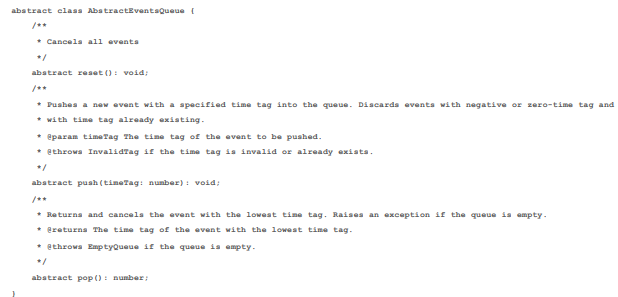 abstract class AbstractEventsQueue {
/**
* Cancels all events
*/
abstract reset(): void;
/**
* Pushes a new event with a specified time tag into the queue. Discards events with negative or zero-time tag and
* with time tag already existing.
* @param timeTag The time tag of the event to be pushed.
* @throws InvalidTag if the time tag is invalid or already exists.
*/
abstract push(timeTag: number): void;
/**
* Returns and cancels the event with the lowest time tag. Raises an exception if the queue is empty.
* @returns The time tag of the event with the lowest time tag.
* @throws EmptyQueue if the queue is empty.
*/
abstract pop(): number;
}